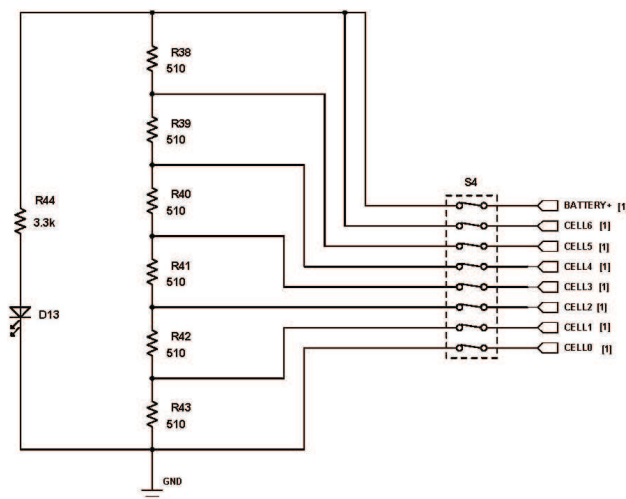 R38
510
R39
510
R40
510
R41
510
R42
510
R43
510
R44
3.3k
D13
GND
S4
BATTERY+ [1]
CELL6 [1]
CELL5 [1]
CELL4 [1]
CELL3 [1]
CELL2 [1]
CELL1 [1]
CELL0 [1]